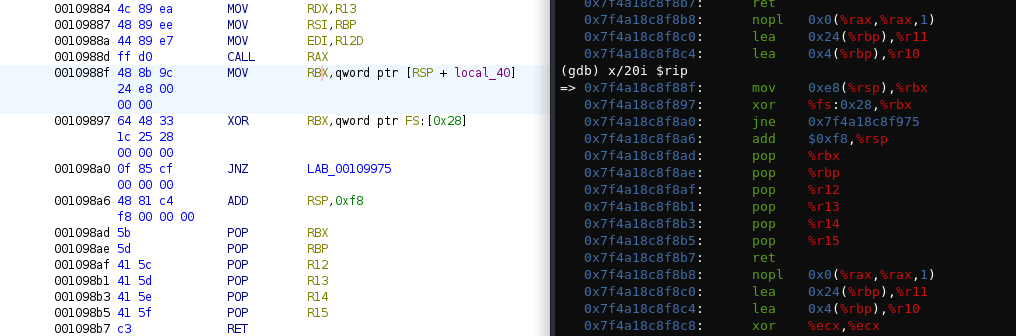 00109884 4c 89 ea MOV RDX,R13
00109887 48 89 ee MOV RSI,RBP
0010988a 44 89 e7 MOV EDI,R12D
0010988d ff d0 CALL RAX
0010988f 48 8b 9c MOV RBX,qword ptr [RSP + local_40]
24 e8 00
00 00
00109897 64 48 33 XOR RBX,qword ptr FS:[0x28]
1c 25 28
00 00 00
001098a0 0f 85 cf JNZ LAB_00109975
00 00 00
001098a6 48 81 c4 ADD RSP,0xf8
f8 00 00 00
001098ad 5b POP RBX
001098ae 5d POP RBP
001098af 41 5c POP R12
001098b1 41 5d POP R13
001098b3 41 5e POP R14
001098b5 41 5f POP R15
001098b7 c3 RET
0x7f4a18c8f8b7: ret
0x7f4a18c8f8b8: nopl 0x0(%rax,%rax,1)
0x7f4a18c8f8c0: lea 0x24(%rbp),%r11
0x7f4a18c8f8c4: lea 0x4(%rbp),%r10
(gdb) x/20i $rip
=> 0x7f4a18c8f88f: mov 0xe8(%rsp),%rbx
0x7f4a18c8f897: xor %fs:0x28,%rbx
0x7f4a18c8f8a0: jne 0x7f4a18c8f975
0x7f4a18c8f8a6: add $0xf8,%rsp
0x7f4a18c8f8ad: pop %rbx
0x7f4a18c8f8ae: pop %rbp
0x7f4a18c8f8af: pop %r12
0x7f4a18c8f8b1: pop %r13
0x7f4a18c8f8b3: pop %r14
0x7f4a18c8f8b5: pop %r15
0x7f4a18c8f8b7: ret
0x7f4a18c8f8b8: nopl 0x0(%rax,%rax,1)
0x7f4a18c8f8c0: lea 0x24(%rbp),%r11
0x7f4a18c8f8c4: lea 0x4(%rbp),%r10
0x7f4a18c8f8c8: xor %ecx,%ecx